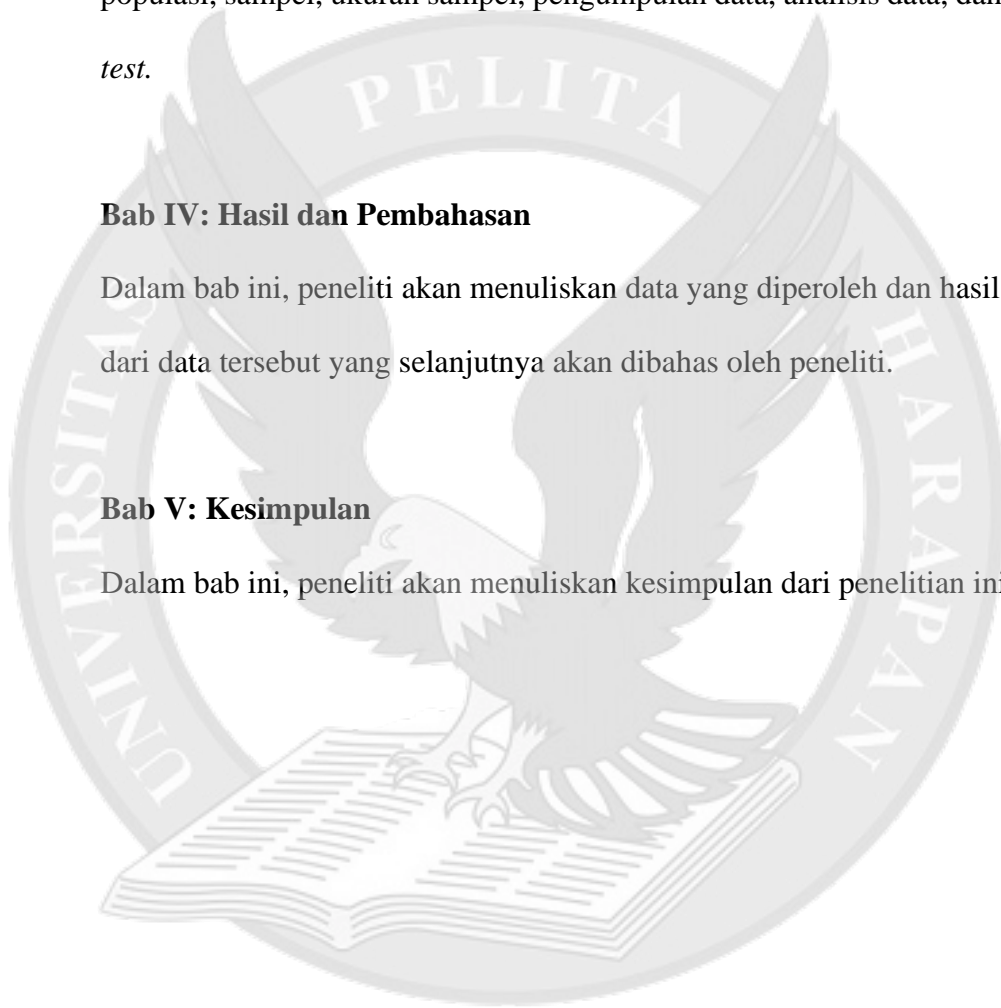 populasi, sampel, ukuran sampel, pengumpulan data, analisis data, dan
test.
Bab IV: Hasil dan Pembahasan
Dalam bab ini, peneliti akan menuliskan data yang diperoleh dan hasil
dari data tersebut yang selanjutnya akan dibahas oleh peneliti.
Bab V: Kesimpulan
Dalam bab ini, peneliti akan menuliskan kesimpulan dari penelitian ini
UNIVERSITAS PELITA HARAPAN